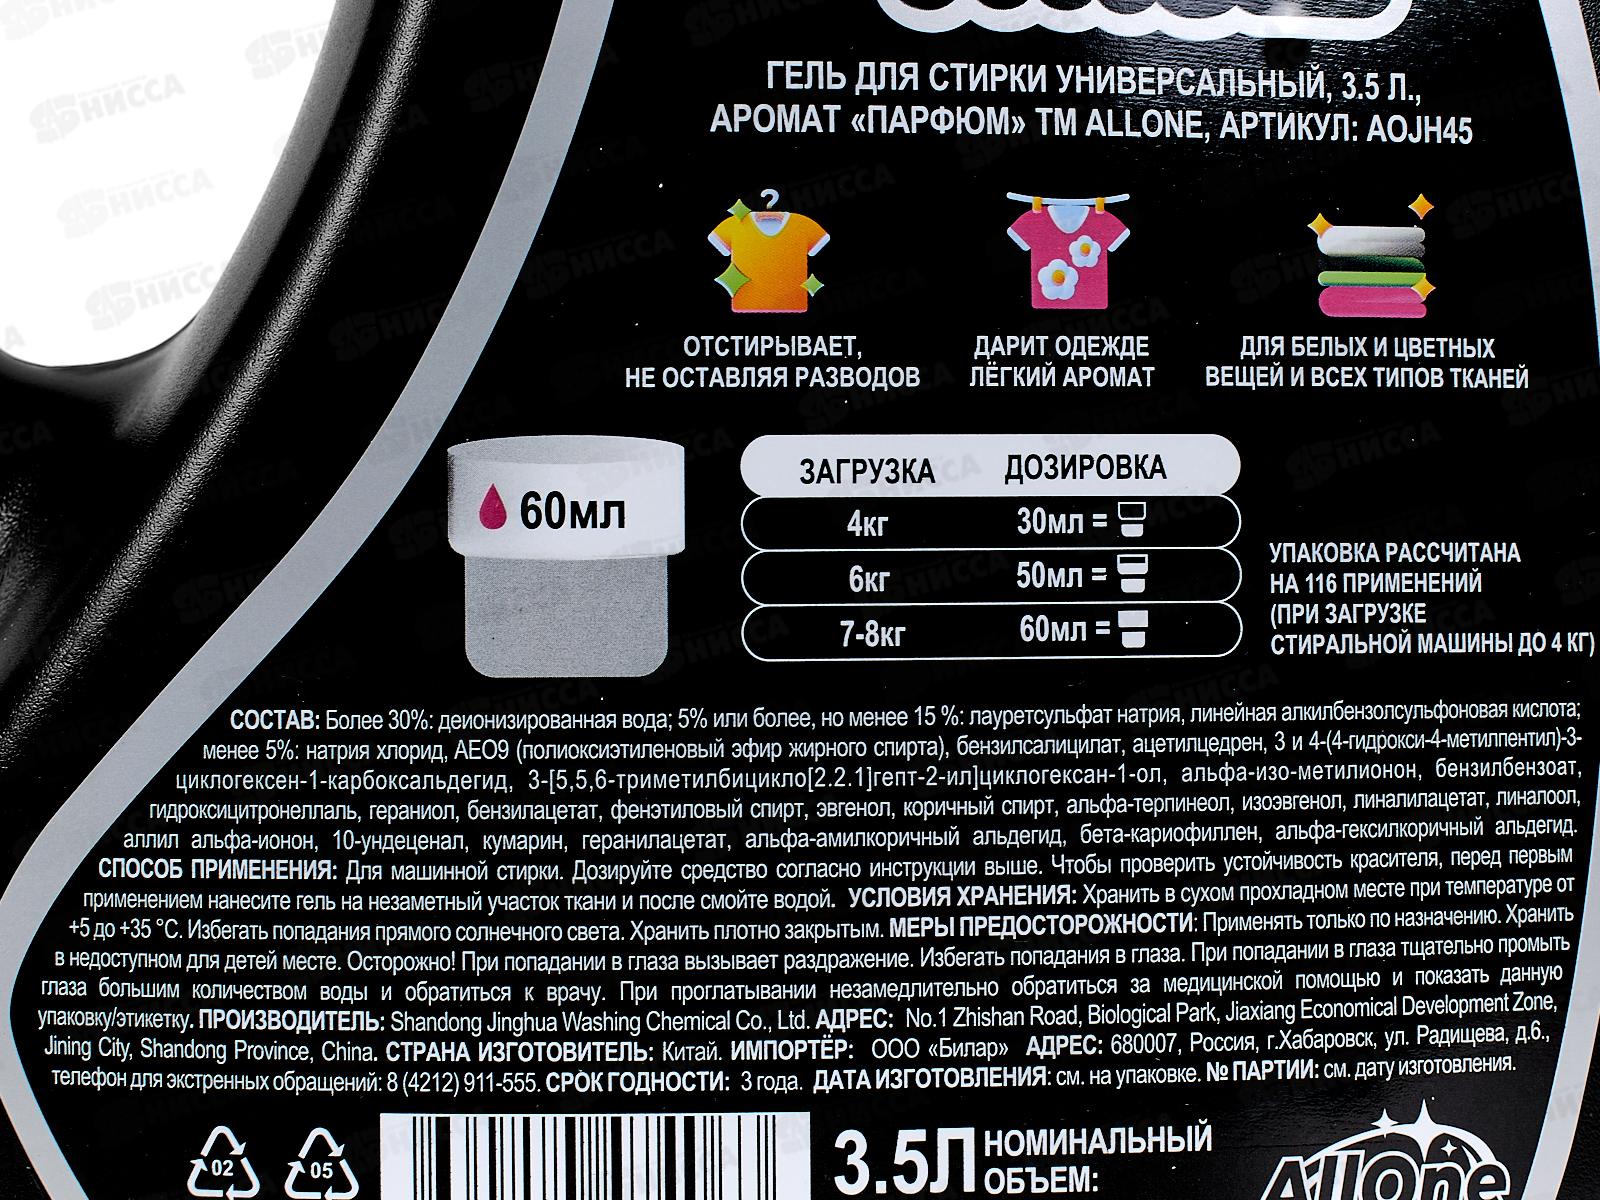 ГЕЛЬ ДЛЯ СТИРКИ УНИВЕРСАЛЬНЫЙ, 3.5 Л.,
АРОМАТ «ПАРФЮМ» ТМ ALLONE, АРТИКУЛ: AOJH45
ОТСТИРЫВАЕТ,
НЕ ОСТАВЛЯЯ РАЗВОДОВ
ДАРИТ ОДЕЖДЕ
ЛЁГКИЙ АРОМАТ
ДЛЯ БЕЛЫХ И ЦВЕТНЫХ
ВЕЩЕЙ И ВСЕХ ТИПОВ ТКАНЕЙ
60мл
ЗАГРУЗКА ДОЗИРОВКА
4кг 30мл =
6кг 50мл =
7-8кг 60мл =
УПАКОВКА РАССЧИТАНА
НА 116 ПРИМЕНЕНИЙ
(ПРИ ЗАГРУЗКЕ
СТИРАЛЬНОЙ МАШИНЫ ДО 4 КГ)
СОСТАВ: Более 30%: деионизированная вода; 5% или более, но менее 15 %: лауретсульфат натрия, линейная алкилбензолсульфоновая кислота;
менее 5%: натрия хлорид, АЕО9 (полиоксиэтиленовый эфир жирного спирта), бензилсалицилат, ацетилцедрен, 3 и 4-(4-гидрокси-4-метилпентил)-3-
циклогексен-1-карбоксальдегид, 3-[5,5,6-триметилбицикло[2.2.1]гепт-2-ил]циклогексан-1-ол, альфа-изо-метилионон, бензилбензоат,
гидроксицитронеллаль, гераниол, бензилацетат, фенэтиловый спирт, эвгенол, коричный спирт, альфа-терпинеол, изоэвгенол, линалилацетат, линалоол,
аллил альфа-ионон, 10-ундеценал, кумарин, геранилацетат, альфа-амилкоричный альдегид, бета-кариофиллен, альфа-гексилкоричный альдегид.
СПОСОБ ПРИМЕНЕНИЯ: Для машинной стирки. Дозируйте средство согласно инструкции выше. Чтобы проверить устойчивость красителя, перед первым
применением нанесите гель на незаметный участок ткани и после смойте водой. УСЛОВИЯ ХРАНЕНИЯ: Хранить в сухом прохладном месте при температуре от
+5 до +35 °С. Избегать попадания прямого солнечного света. Хранить плотно закрытым. МЕРЫ ПРЕДОСТОРОЖНОСТИ: Применять только по назначению. Хранить
в недоступном для детей месте. Осторожно! При попадании в глаза вызывает раздражение. Избегать попадания в глаза. При попадании в глаза тщательно промыть
глаза большим количеством воды и обратиться к врачу. При проглатывании незамедлительно обратиться за медицинской помощью и показать данную
упаковку/этикетку. ПРОИЗВОДИТЕЛЬ: Shandong Jinghua Washing Chemical Co., Ltd. АДРЕС: No.1 Zhishan Road, Biological Park, Jiaxiang Economical Development Zone,
Jining City, Shandong Province, China. СТРАНА ИЗГОТОВИТЕЛЬ: Китай. ИМПОРТЁР: ООО «Билар» АДРЕС: 680007, Россия, г.Хабаровск, ул. Радищева, д.6.,
телефон для экстренных обращений: 8 (4212) 911-555. СРОК ГОДНОСТИ: 3 года. ДАТА ИЗГОТОВЛЕНИЯ: см. на упаковке. № ПАРТИИ: см. дату изготовления.
02 05
3.5Л НОМИНАЛЬНЫЙ
ОБЪЕМ:
AllOne
НИССА